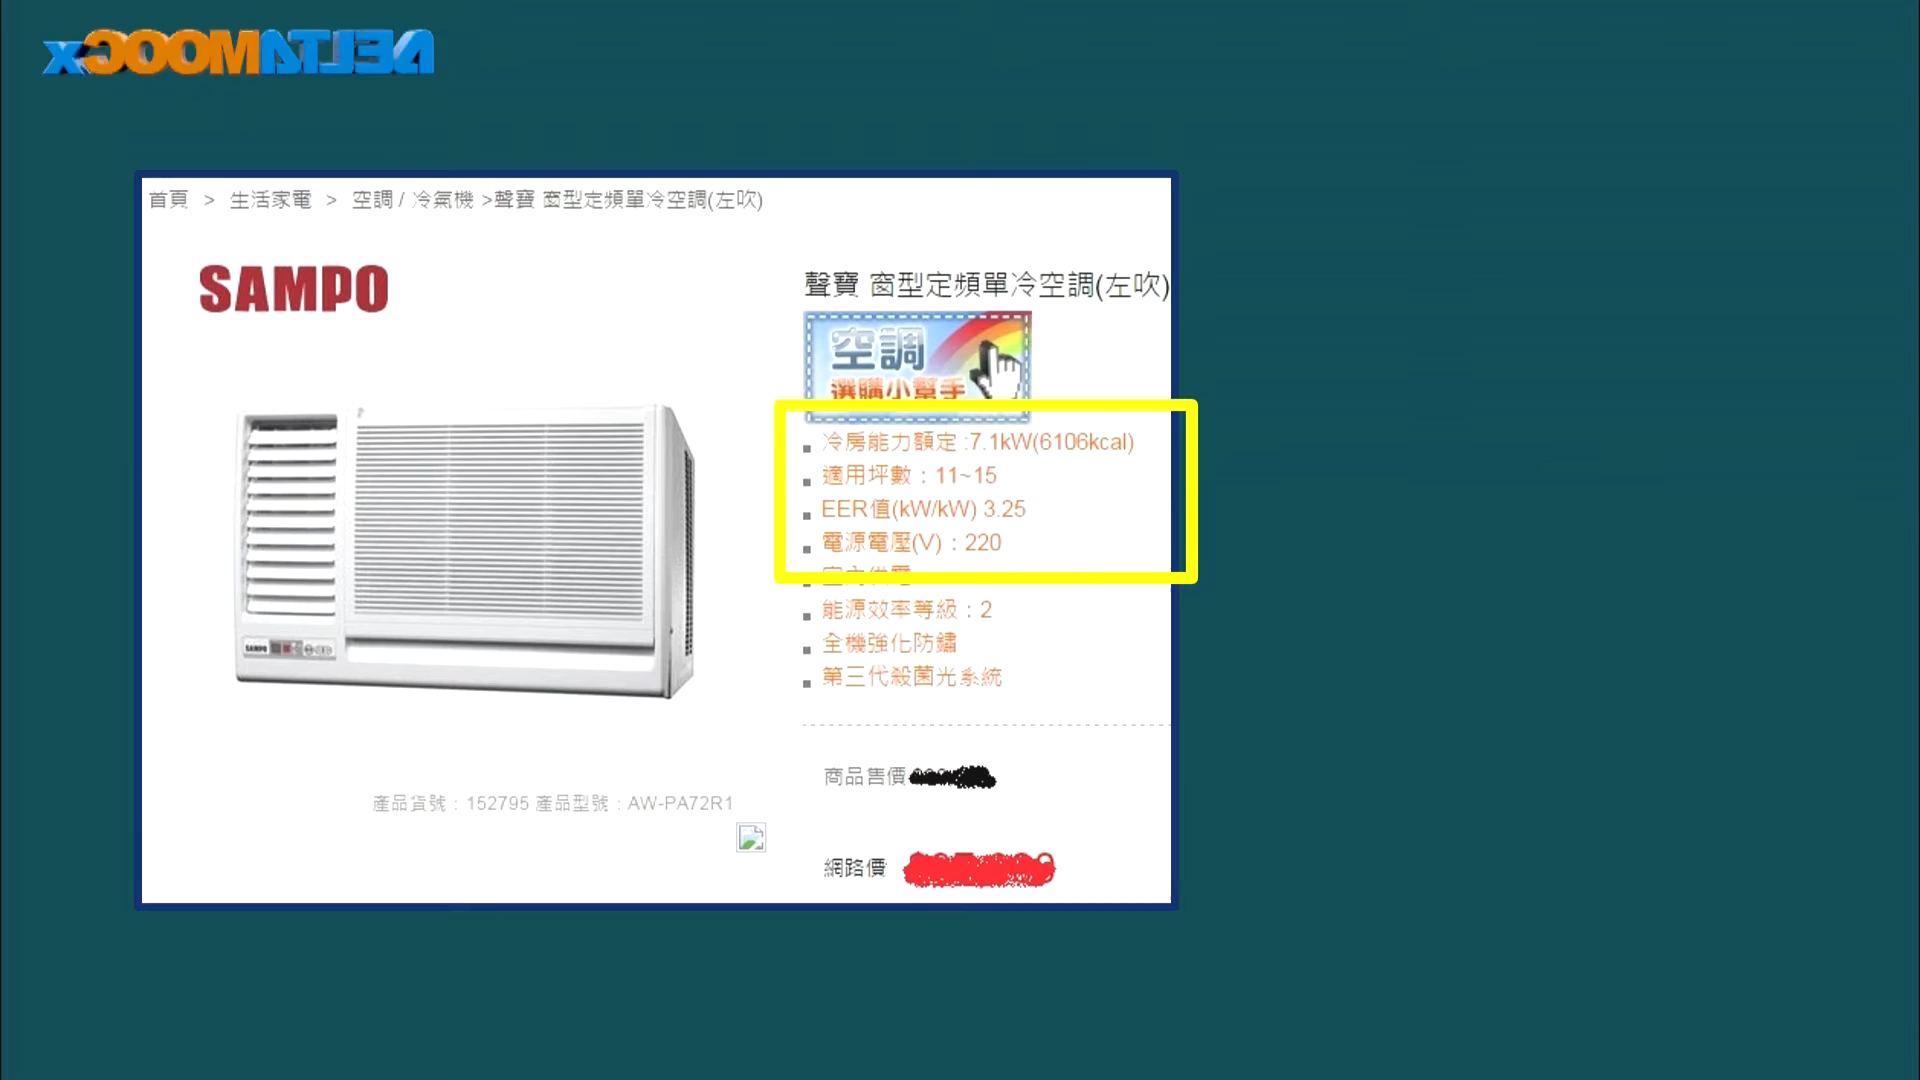 DELTAMOOCx
首頁 > 生活家電 > 空調 / 冷氣機 >聲寶 窗型定頻單冷空調(左吹)
SAMPO
聲寶 窗型定頻單冷空調(左吹)
空調
選購小幫手
冷房能力額定 :7.1kW(6106kcal)
適用坪數：11~15
EER值(kW/kW) 3.25
電源電壓(V)：220
能源效率等級：2
全機強化防鏽
第三代殺菌光系統
SAMPO
商品售價
產品貨號：152795 產品型號：AW-PA72R1
網路價